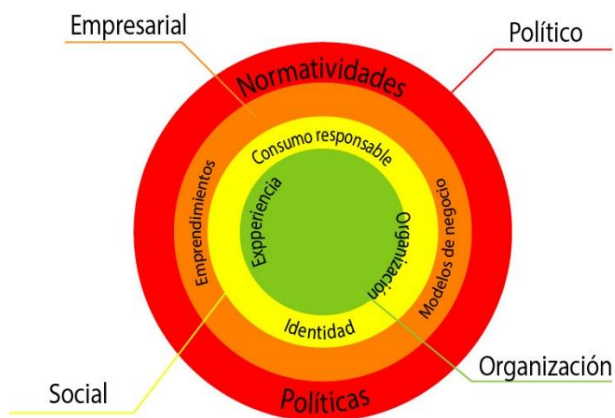 Empresarial
Político
Normatividades
Consumo responsable
Emprendimientos
Expperiencia
Organización
Modelos de negocio
Identidad
Organización
Social
Políticas